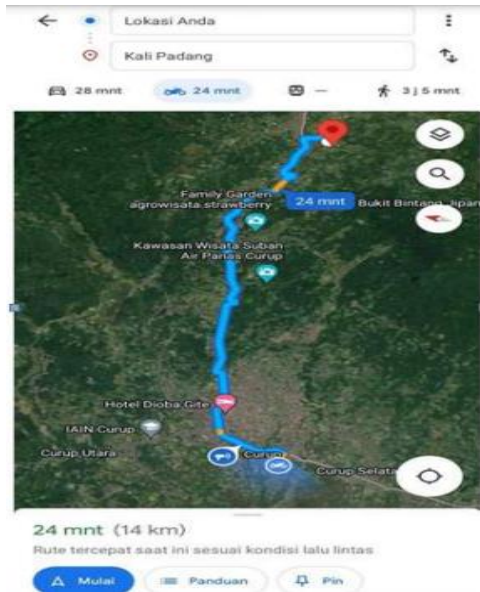 Lokasi Anda
Kali Padang
28 mnt
24 mnt
—
3 j 5 mnt
Family Garden
agrowisata strawberry
24 mnt
Bukit Bintang
Kawasan Wisata Suban
Air Panas Curup
Hotel Dioba Gite
IAIN Curup
Curup Utara
Curup
Curup Selata
24 mnt (14 km)
Rute tercepat saat ini sesuai kondisi lalu lintas
Mulai
Panduan
Pin